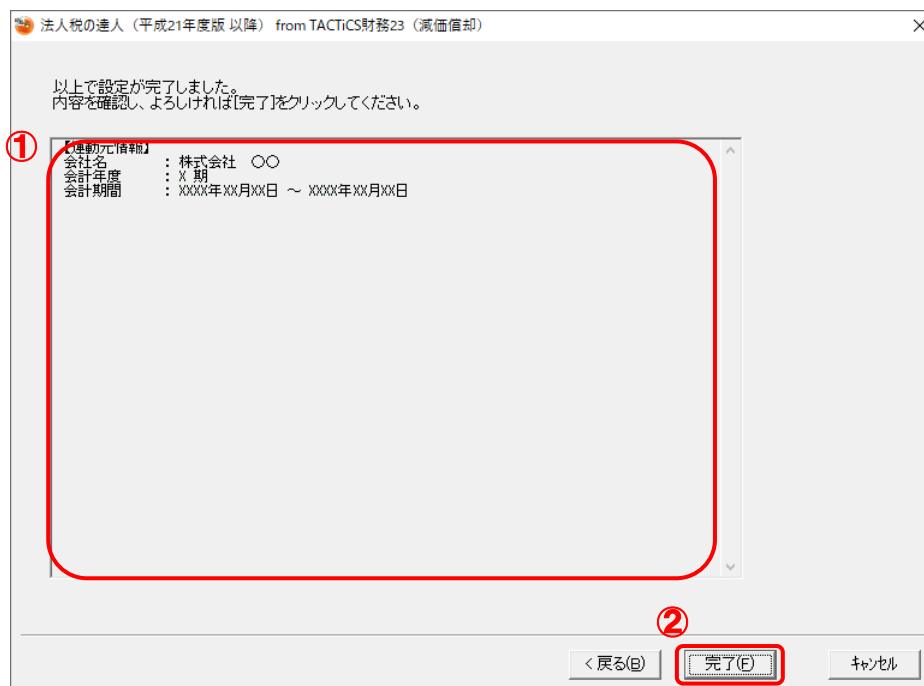 法人税の達人（平成21年度版 以降） from TACTiCS財務23（減価償却）
以上で設定が完了しました。
内容を確認し、よろしければ[完了]をクリックしてください。
①
【連動元情報】
会社名 : 株式会社 〇〇
会計年度 : X 期
会計期間 : XXXX年XX月XX日 ～ XXXX年XX月XX日
②
< 戻る(B)
完了(F)
キャンセル